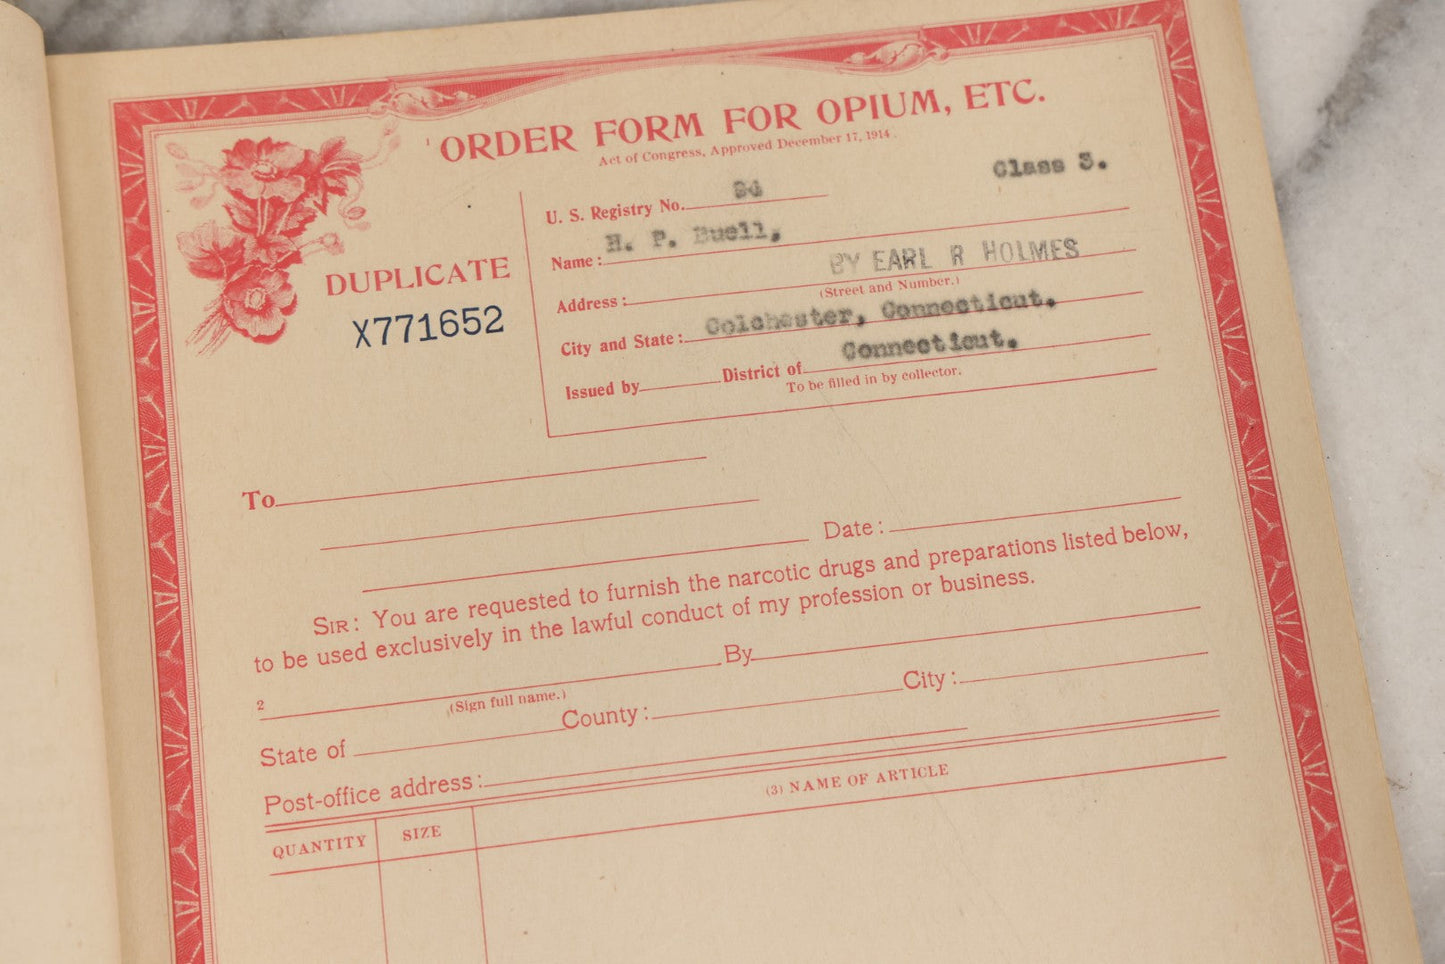 1 ORDER FORM FOR OPIUM, ETC.
Act of Congress, Approved December 17, 1914.
Class 3.
U. S. Registry No.
Name: H. P. Buell,
BY EARL R HOLMES
Address:
(Street and Number.)
City and State: Colchester, Connecticut.
Issued by District of Connecticut.
To be filled in by collector.
DUPLICATE
X771652
To
Date:
SIR: You are requested to furnish the narcotic drugs and preparations listed below,
to be used exclusively in the lawful conduct of my profession or business.
2 By
(Sign full name.)
State of County: City:
Post-office address:
QUANTITY SIZE (3) NAME OF ARTICLE